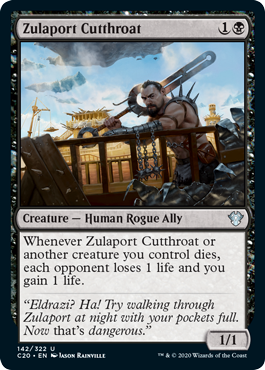 Zulaport Cutthroat 1
Creature — Human Rogue Ally
Whenever Zulaport Cutthroat or
another creature you control dies,
each opponent loses 1 life and you
gain 1 life.
“Eldrazi? Ha! Try walking through
Zulaport at night with your pockets full.
Now that’s dangerous.”
1/1
142/322 U
C20 • EN Jason Rainville
™ & © 2020 Wizards of the Coast